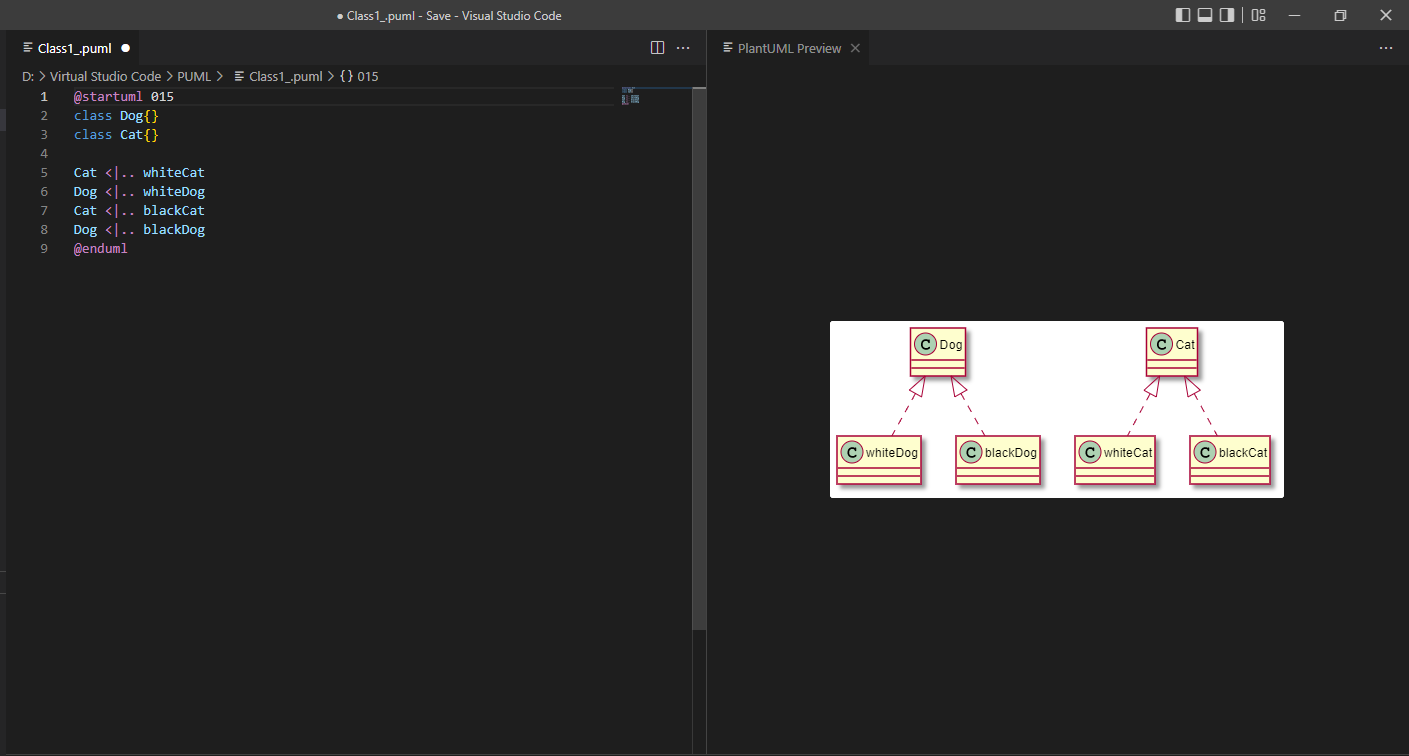 ● Class1_.puml - Save - Visual Studio Code
Class1_.puml ●
PlantUML Preview
D: > Virtual Studio Code > PUML > Class1_.puml > {} 015
1 @startuml 015
2 class Dog{}
3 class Cat{}
4
5 Cat <|.. whiteCat
6 Dog <|.. whiteDog
7 Cat <|.. blackCat
8 Dog <|.. blackDog
9 @enduml
C Dog
C Cat
C whiteDog
C blackDog
C whiteCat
C blackCat